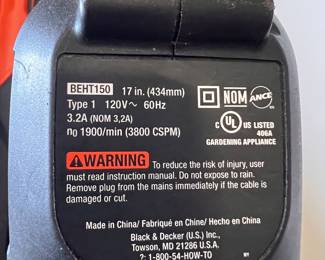 BEHT150 17 in. (434mm)
Type 1 120V~ 60Hz
3.2A (NOM 3,2A)
n₀ 1900/min (3800 CSPM)
NOM ANCE
C UL US LISTED
406A
GARDENING APPLIANCE
WARNING To reduce the risk of injury, user
must read instruction manual. Do not expose to rain.
Remove plug from the mains immediately if the cable is
damaged or cut.
Made in China/ Fabriqué en Chine/ Hecho en China
Black & Decker (U.S.) Inc.,
Towson, MD 21286 U.S.A.
?: 1-800-54-HOW-TO